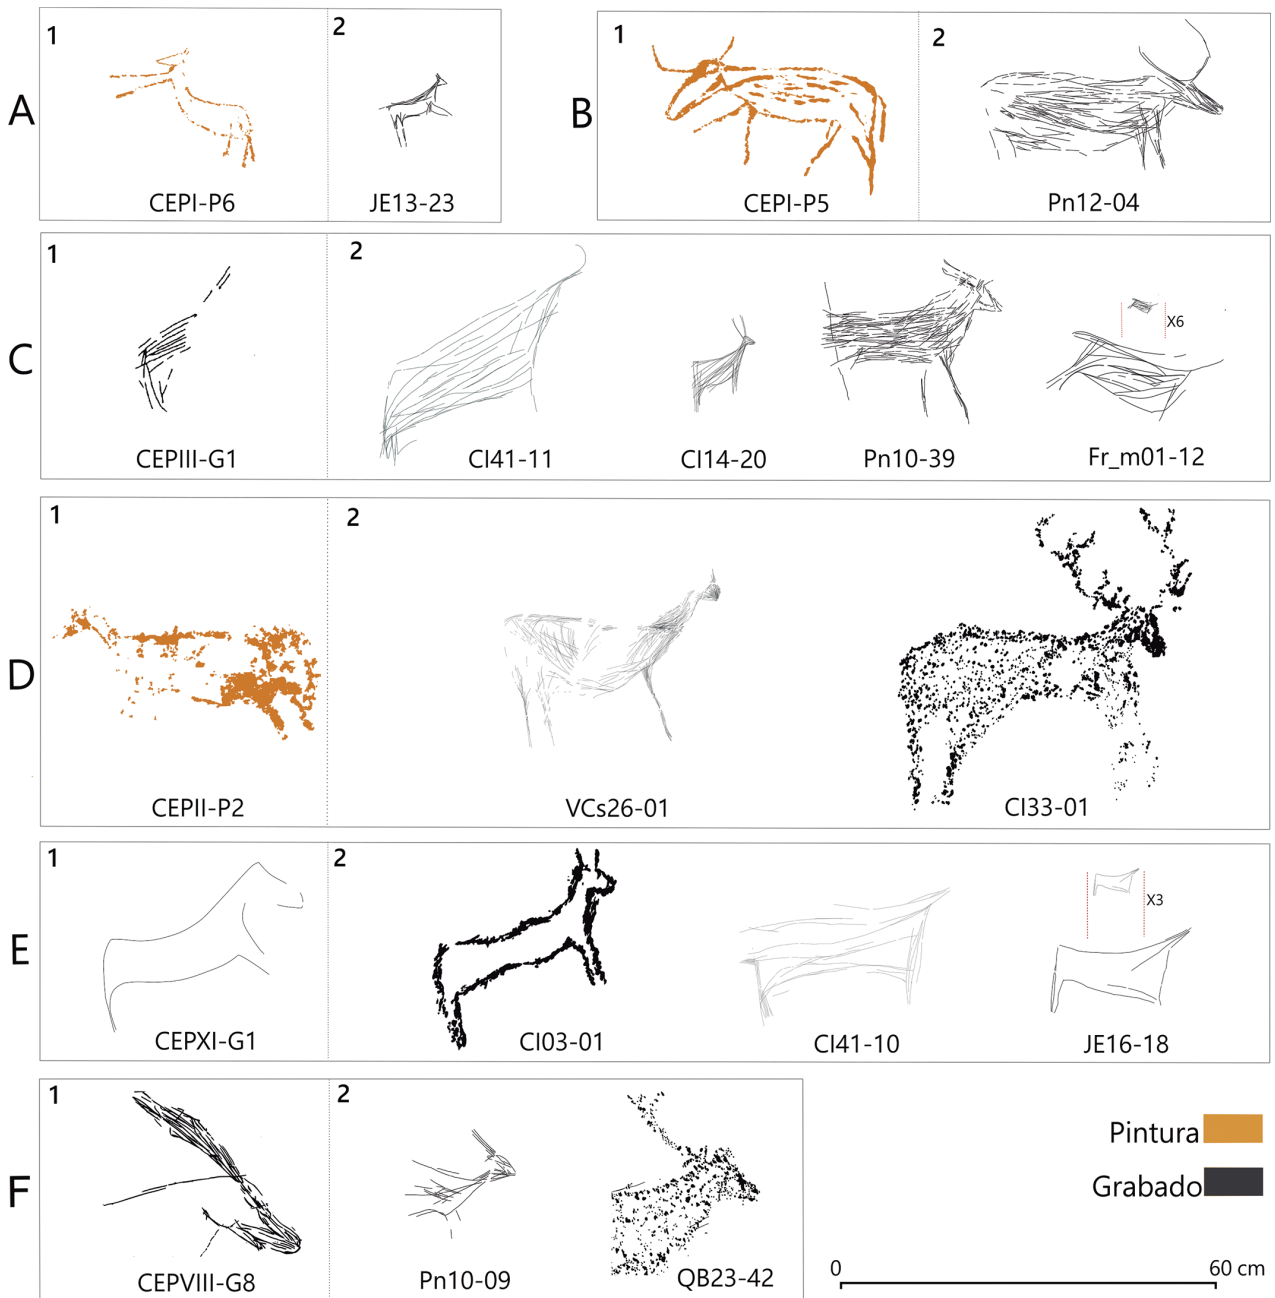 A
1
2
CEPI-P6
JE13-23
B
1
2
CEPI-P5
Pn12-04
C
1
2
X6
CEPIII-G1
CI41-11
CI14-20
Pn10-39
Fr_m01-12
D
1
2
CEPII-P2
VCs26-01
CI33-01
E
1
2
X3
CEPXI-G1
CI03-01
CI41-10
JE16-18
F
1
2
CEPVIII-G8
Pn10-09
QB23-42
Pintura
Grabado
0
60 cm